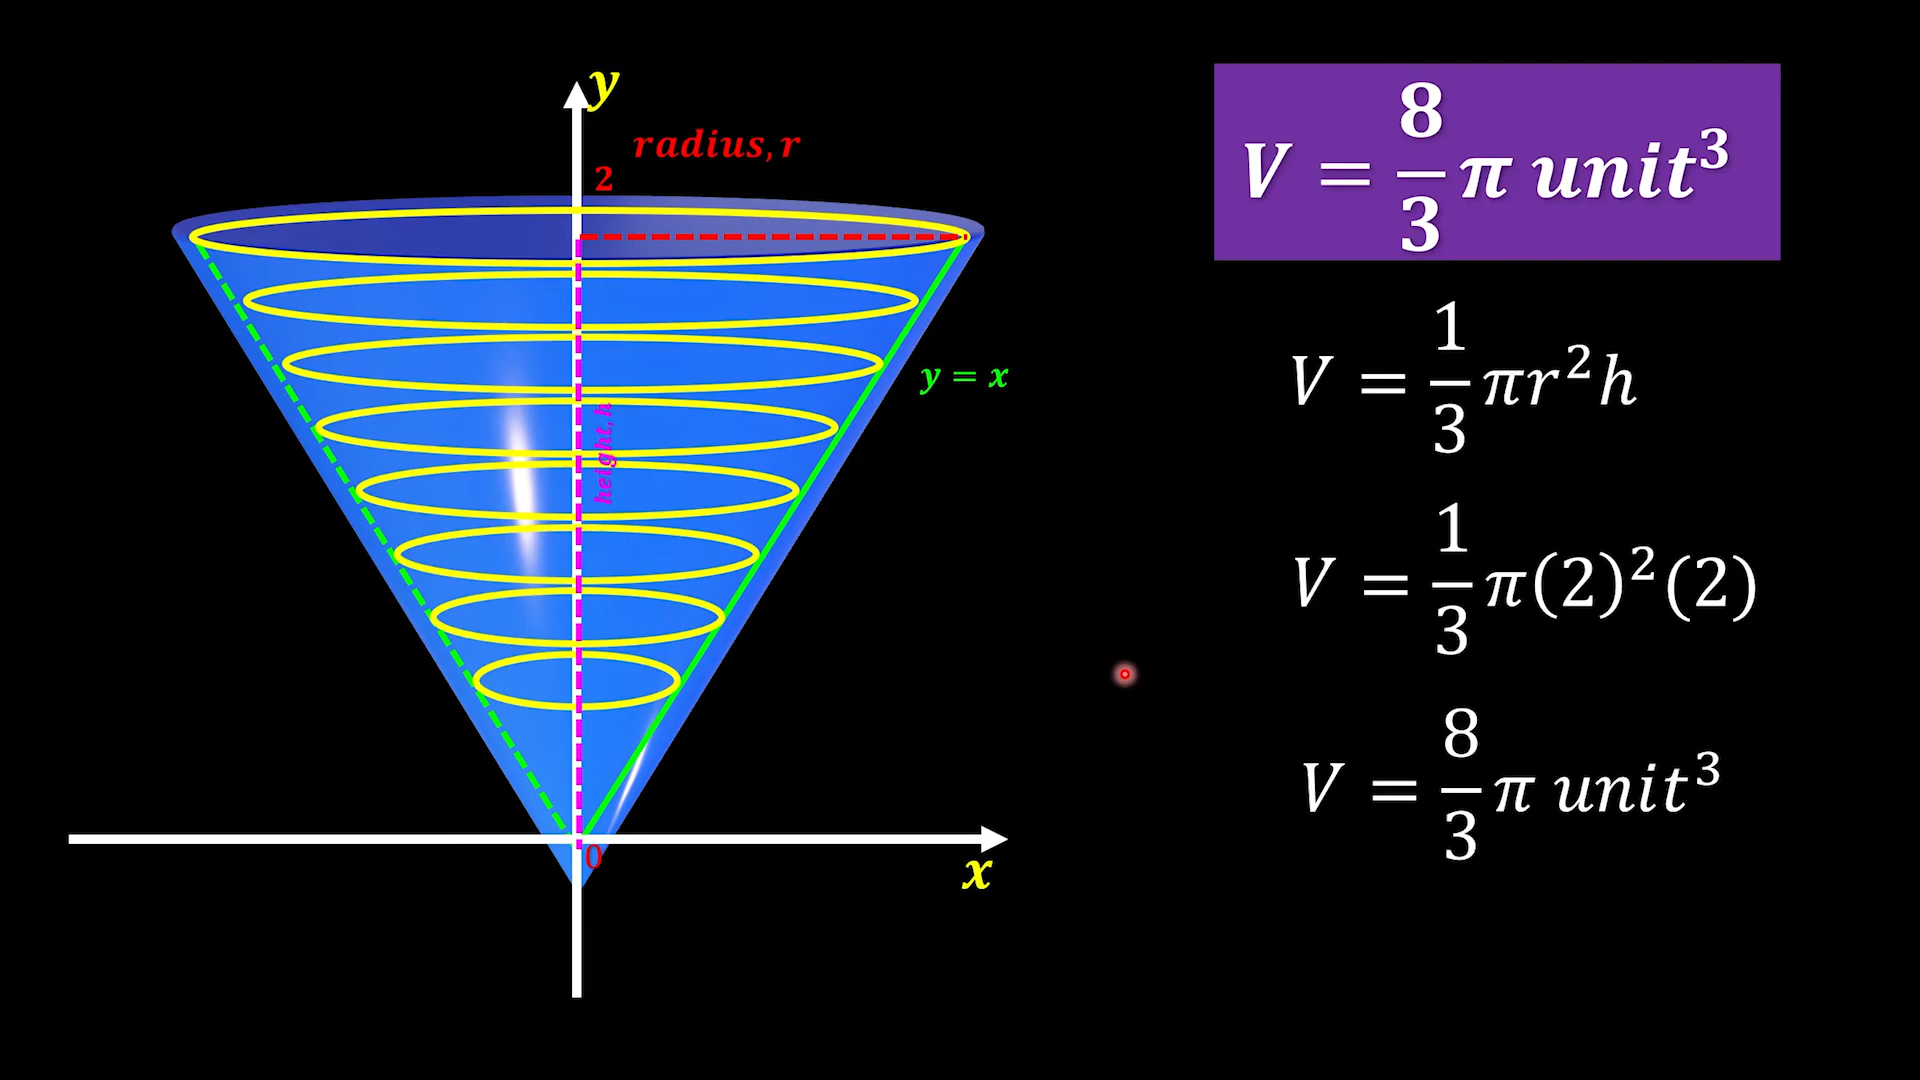 y
radius, r
2
y = x
height, h
0
x
V = 8/3 π unit³
V = 1/3 πr²h
V = 1/3 π(2)²(2)
V = 8/3 π unit³